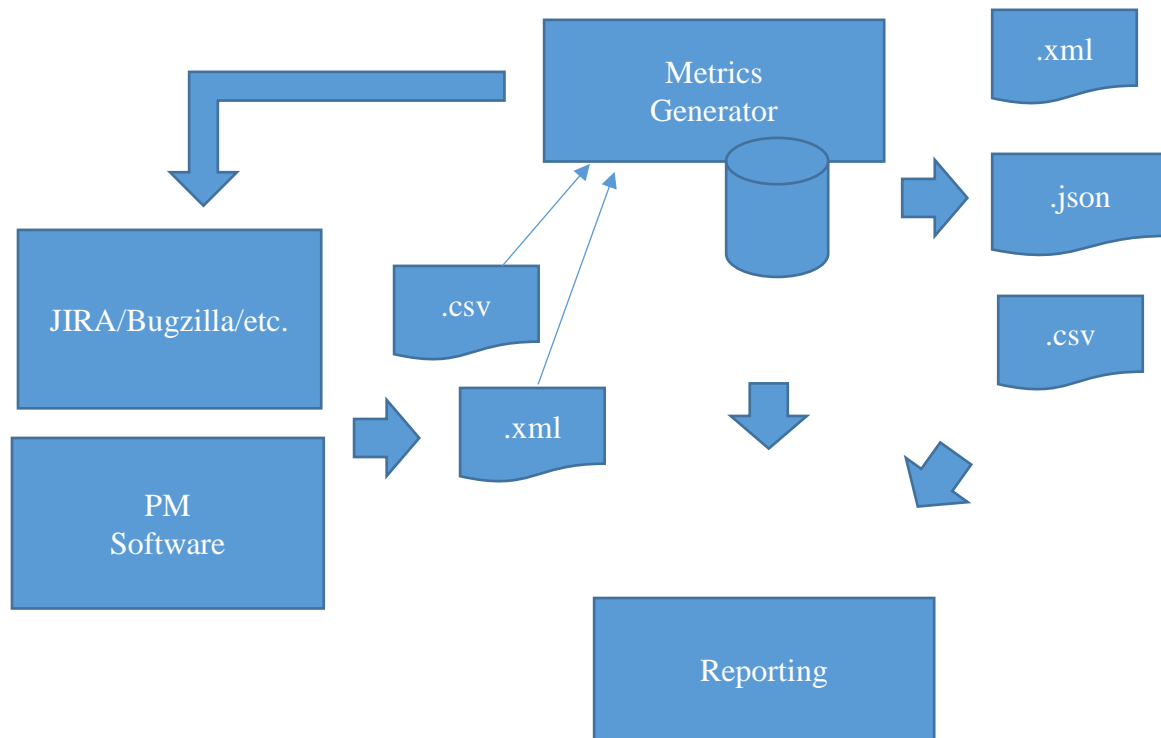 Metrics
Generator
.xml
.json
.csv
JIRA/Bugzilla/etc.
.csv
.xml
PM
Software
Reporting